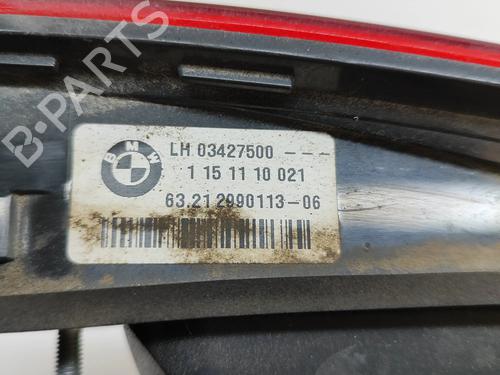 BMW
LH 03427500 - - -
1 15 11 10 021
63.21 2990113-06
B-PARTS